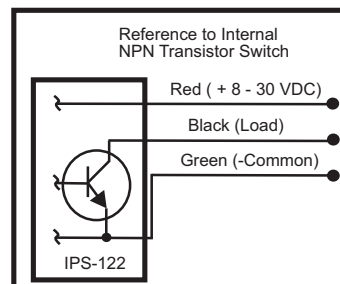 Reference to Internal
NPN Transistor Switch
Red ( + 8 - 30 VDC)
Black (Load)
Green (-Common)
IPS-122